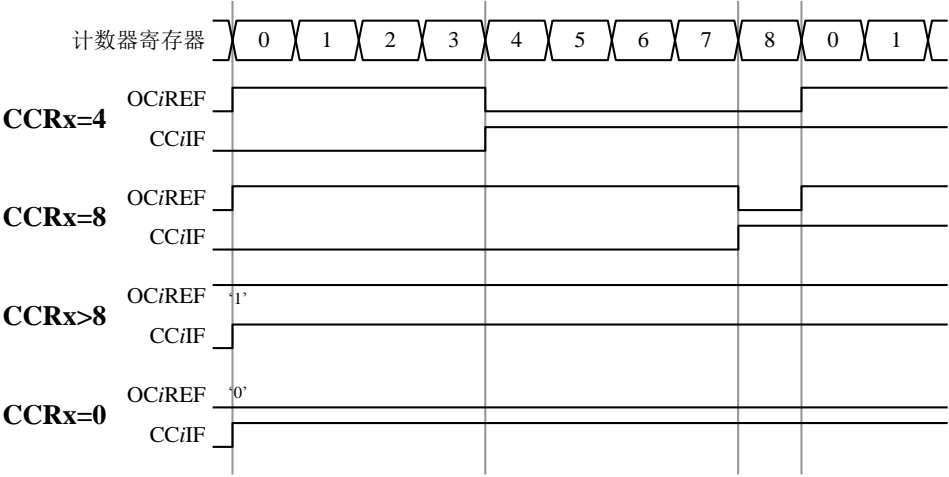 计数器寄存器 0 1 2 3 4 5 6 7 8 0 1
OCiREF
CCRx=4
CCiIF
OCiREF
CCRx=8
CCiIF
OCiREF ‘1’
CCRx>8
CCiIF
OCiREF ‘0’
CCRx=0
CCiIF